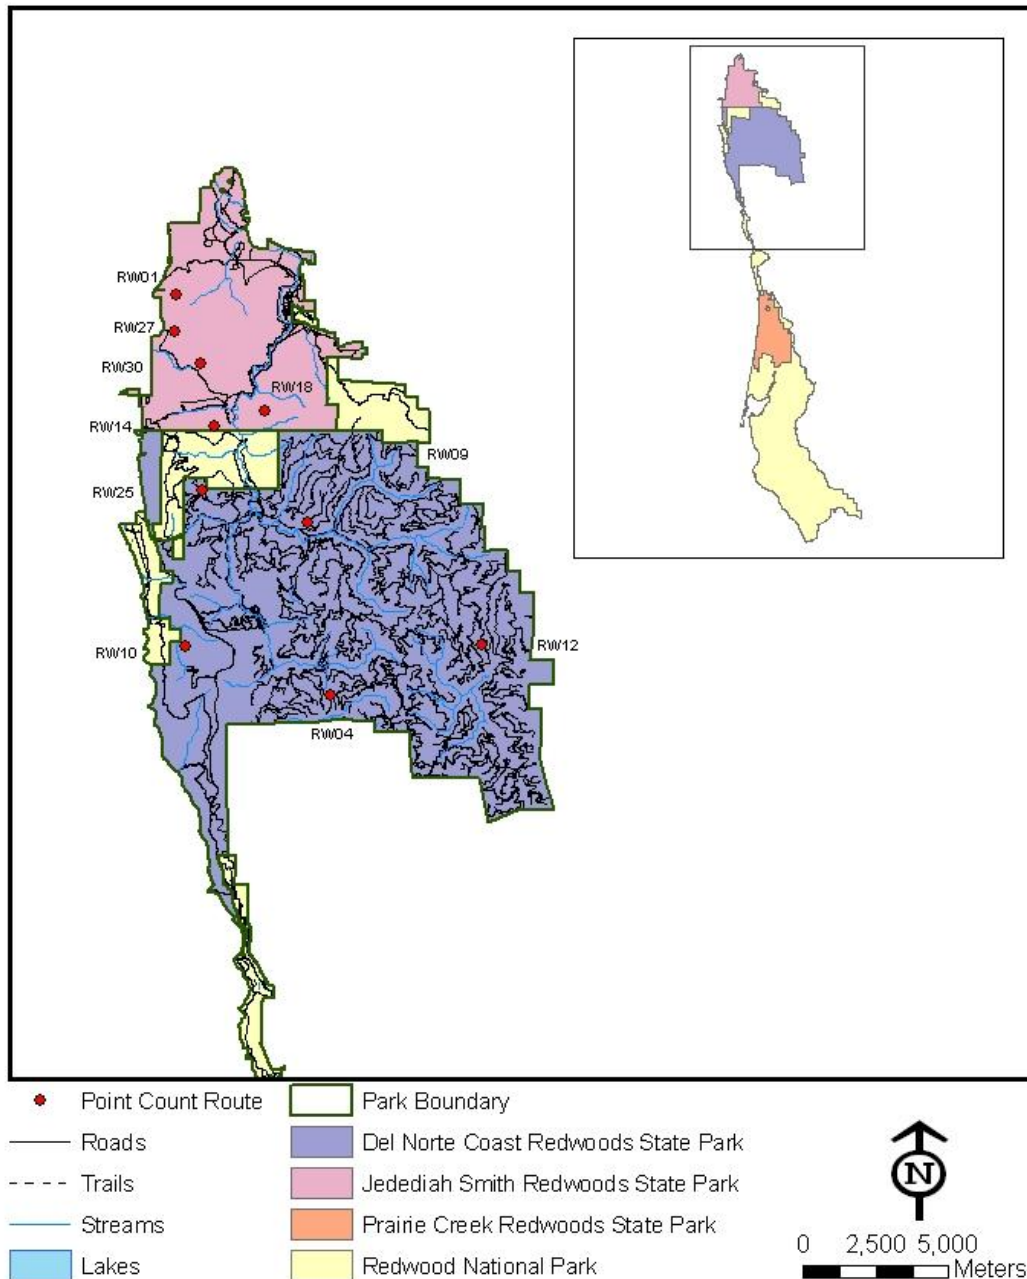 RW01
RW27
RW30
RW18
RW14
RW09
RW25
RW12
RW10
RW04
Point Count Route
Park Boundary
Roads
Del Norte Coast Redwoods State Park
Trails
Jedediah Smith Redwoods State Park
Streams
Prairie Creek Redwoods State Park
Lakes
Redwood National Park
N
0 2,500 5,000
Meters